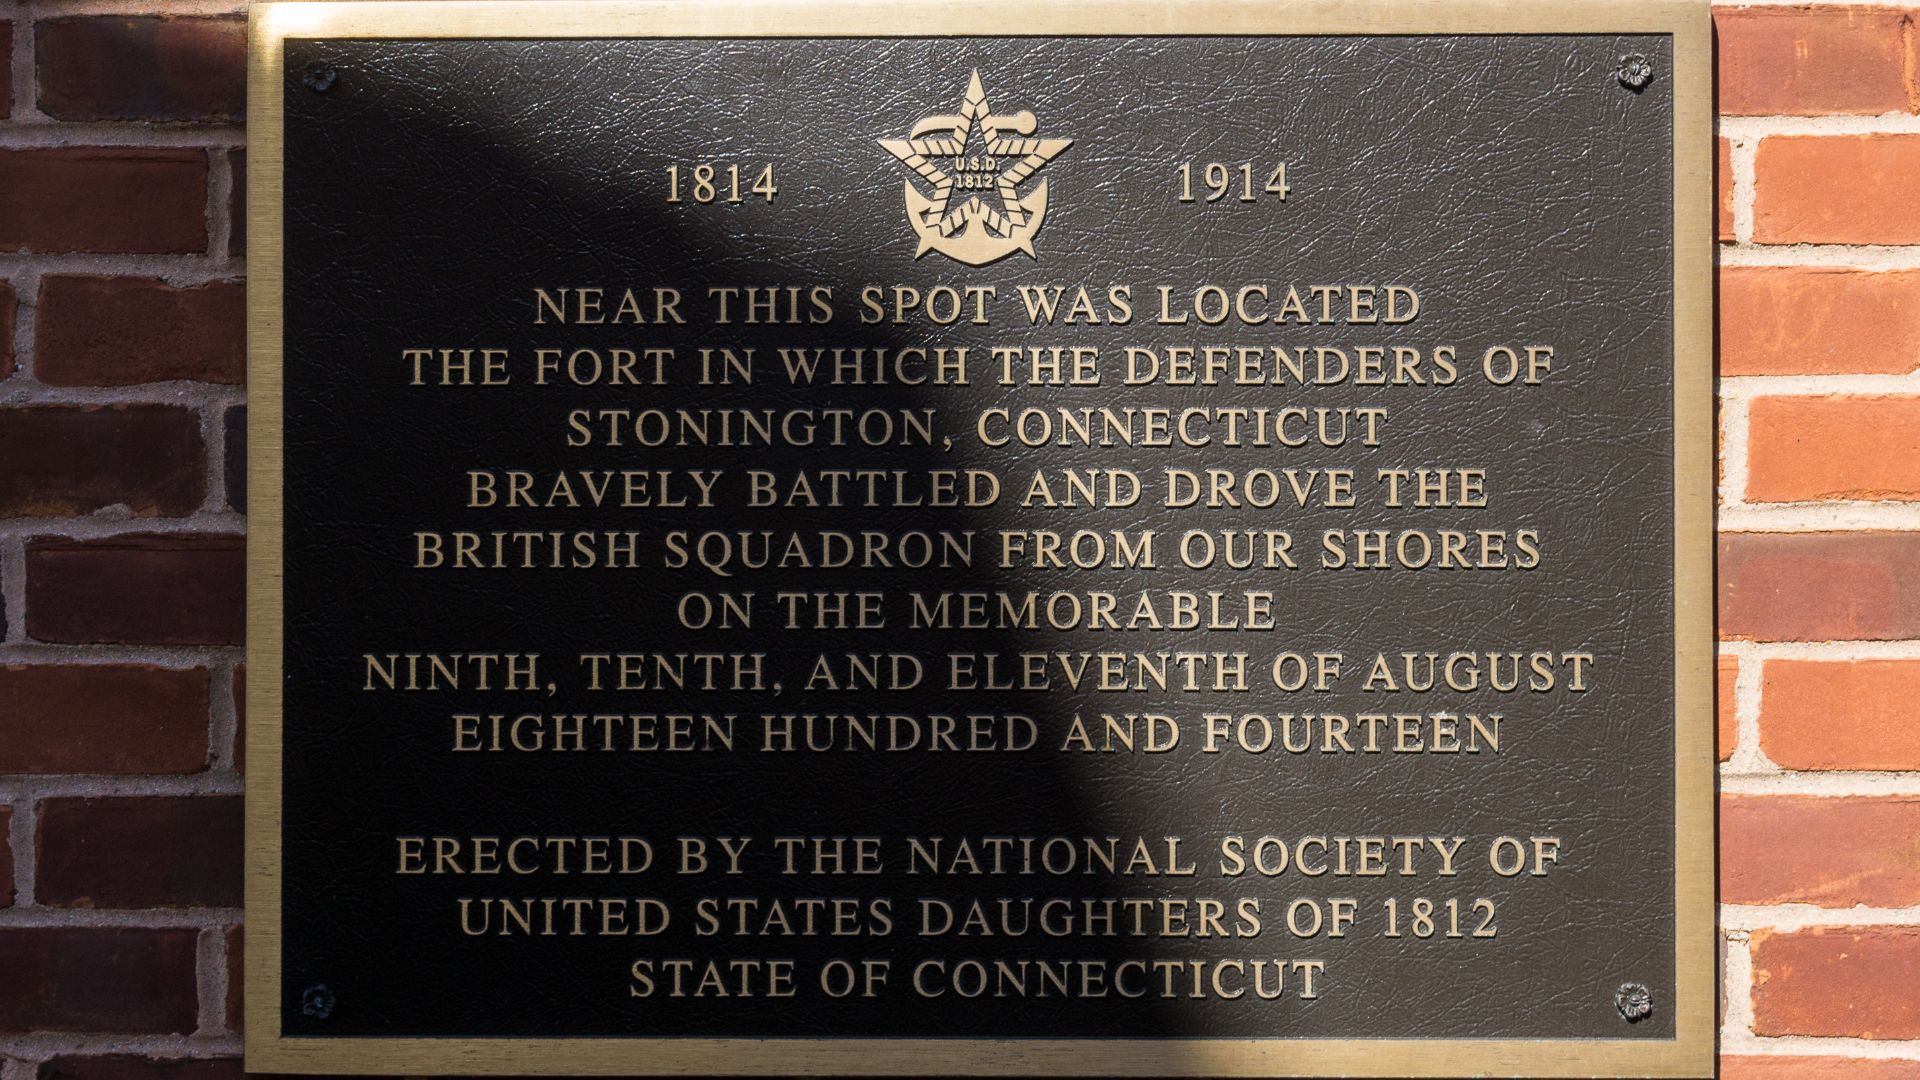 1814 U.S.D. 1914
1812
NEAR THIS SPOT WAS LOCATED
THE FORT IN WHICH THE DEFENDERS OF
STONINGTON, CONNECTICUT
BRAVELY BATTLED AND DROVE THE
BRITISH SQUADRON FROM OUR SHORES
ON THE MEMORABLE
NINTH, TENTH, AND ELEVENTH OF AUGUST
EIGHTEEN HUNDRED AND FOURTEEN
ERECTED BY THE NATIONAL SOCIETY OF
UNITED STATES DAUGHTERS OF 1812
STATE OF CONNECTICUT